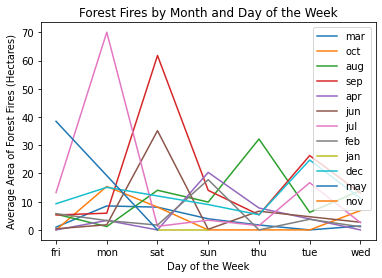 Forest Fires by Month and Day of the Week
Average Area of Forest Fires (Hectares)
70
60
50
40
30
20
10
0
fri mon sat sun thu tue wed
Day of the Week
mar
oct
aug
sep
apr
jun
jul
feb
jan
dec
may
nov